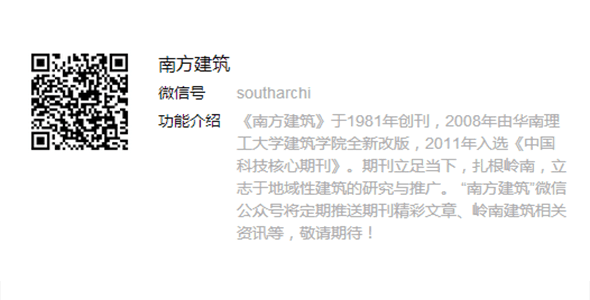 南方建筑
微信号 southarchi
功能介绍 《南方建筑》于1981年创刊，2008年由华南理
工大学建筑学院全新改版，2011年入选《中国
科技核心期刊》。期刊立足当下，扎根岭南，立
志于地域性建筑的研究与推广。 “南方建筑”微信
公众号将定期推送期刊精彩文章、岭南建筑相关
资讯等，敬请期待！